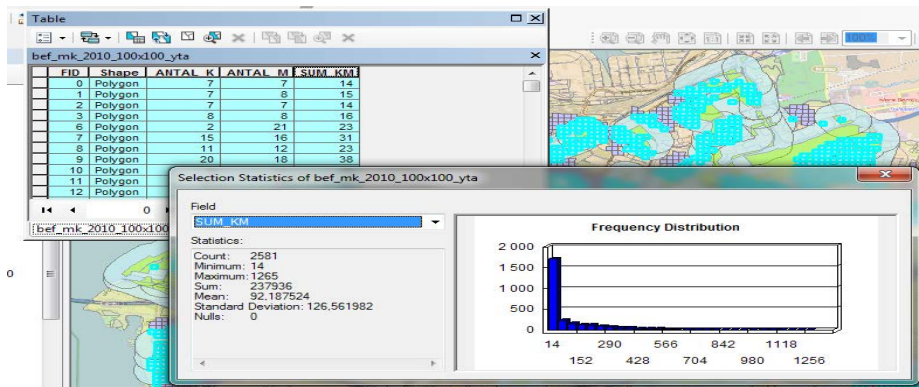 Table
bef_mk_2010_100x100_yta
FID Shape ANTAL_K ANTAL_M SUM_KM
0 Polygon 7 7 14
1 Polygon 7 8 15
2 Polygon 7 7 14
3 Polygon 8 8 16
6 Polygon 2 21 23
7 Polygon 15 16 31
8 Polygon 11 12 23
9 Polygon 20 18 38
10 Polygon
11 Polygon
12 Polygon
0
bef_mk_2010_100x100
100%
Selection Statistics of bef_mk_2010_100x100_yta
Field
SUM_KM
Statistics:
Count: 2581
Minimum: 14
Maximum: 1265
Sum: 237936
Mean: 92,187524
Standard Deviation: 126,561982
Nulls: 0
Frequency Distribution
2 000
1 500
1 000
500
0
14 290 566 842 1118
152 428 704 980 1256